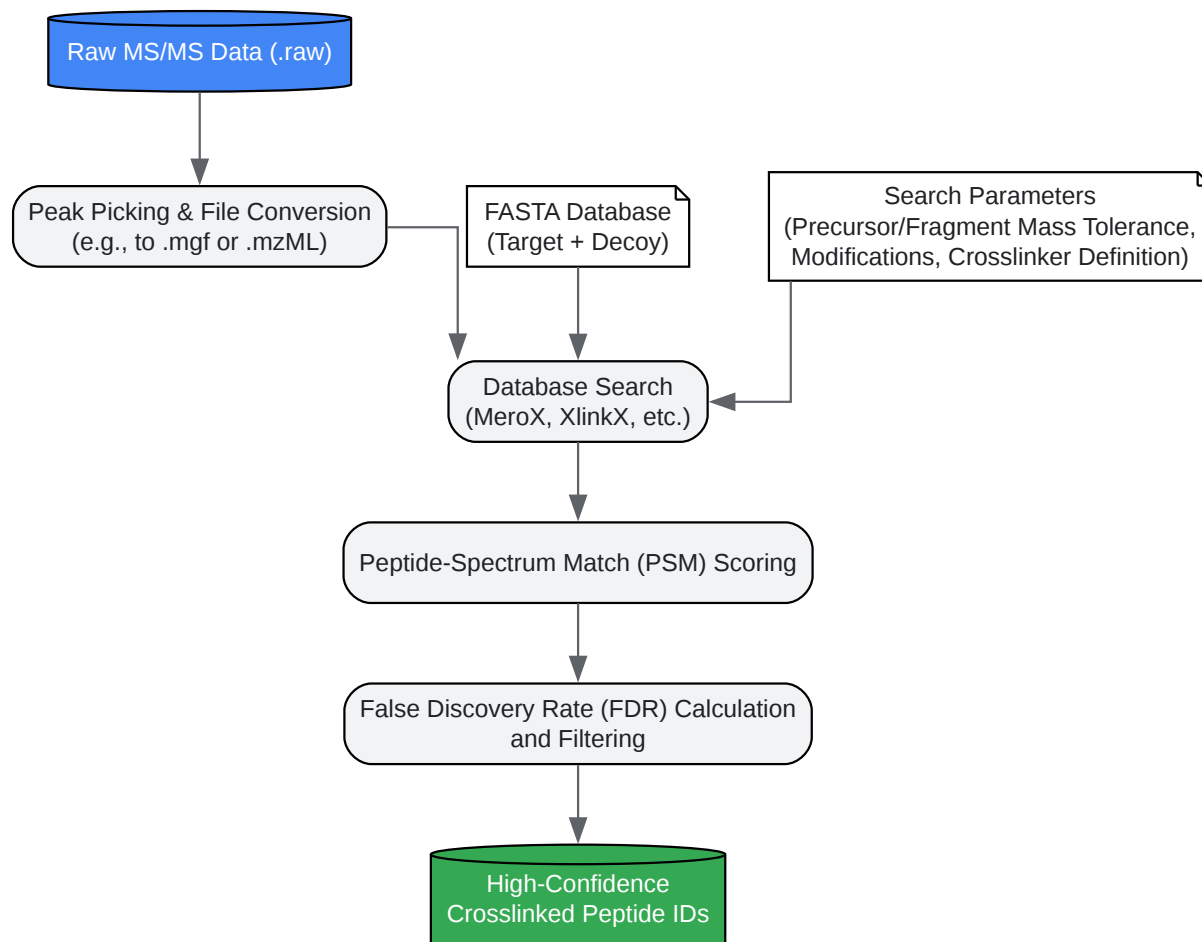 Raw MS/MS Data (.raw)
Peak Picking & File Conversion
(e.g., to .mgf or .mzML)
FASTA Database
(Target + Decoy)
Search Parameters
(Precursor/Fragment Mass Tolerance,
Modifications, Crosslinker Definition)
Database Search
(MeroX, XlinkX, etc.)
Peptide-Spectrum Match (PSM) Scoring
False Discovery Rate (FDR) Calculation
and Filtering
High-Confidence
Crosslinked Peptide IDs